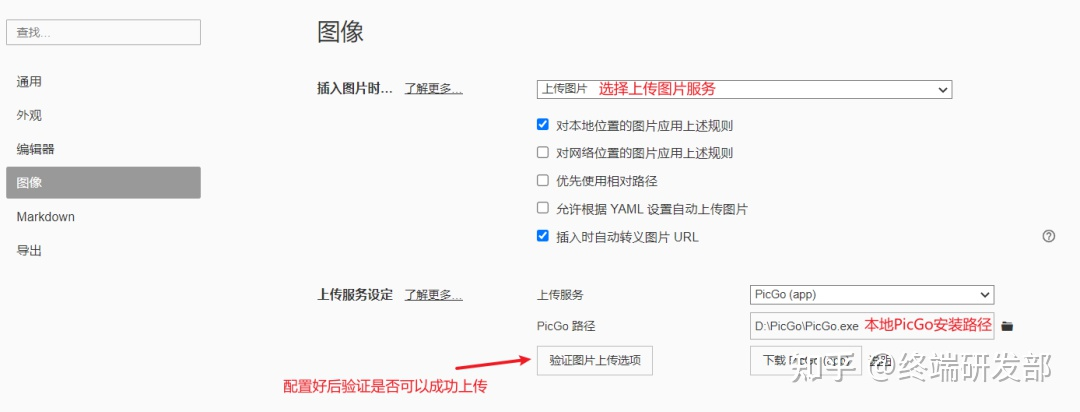 图像
查找...
通用
外观
编辑器
图像
Markdown
导出
插入图片时... 了解更多... 上传图片 选择上传图片服务
对本地位置的图片应用上述规则
对网络位置的图片应用上述规则
优先使用相对路径
允许根据 YAML 设置自动上传图片
插入时自动转义图片 URL
上传服务设定 了解更多... 上传服务 PicGo (app)
PicGo 路径 D:\PicGo\PicGo.exe 本地PicGo安装路径
验证图片上传选项 下载 PicGo (app)
配置好后验证是否可以成功上传
知乎 @终端研发部